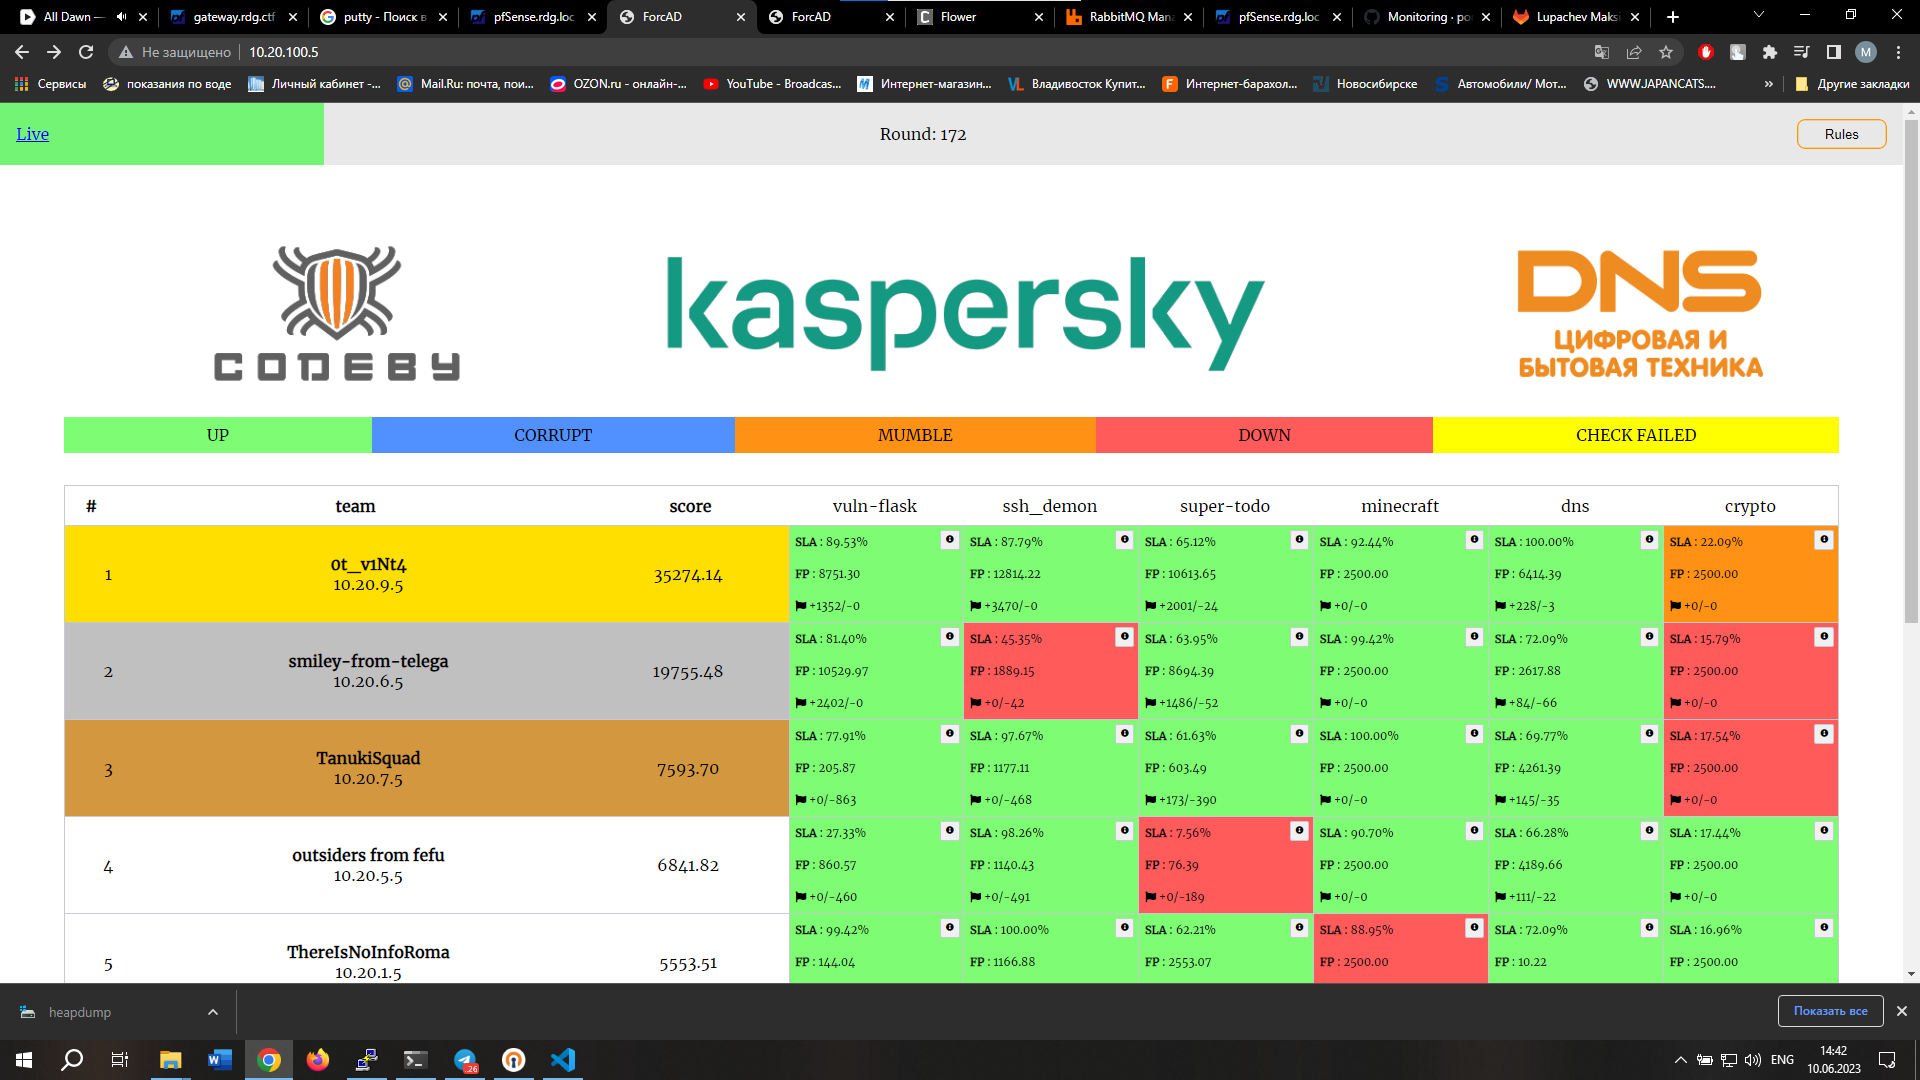 All Dawn —
gateway.rdg.ctf
putty - Поиск в
pfSense.rdg.loc
ForcAD
ForcAD
Flower
RabbitMQ Mana
pfSense.rdg.loc
Monitoring · po
Lupachev Maksi
Не защищено
10.20.100.5
M
Сервисы
показания по воде
Личный кабинет -...
Mail.Ru: почта, пои...
OZON.ru - онлайн-...
YouTube - Broadcas...
Интернет-магазин...
Владивосток Купит...
Интернет-барахол...
Новосибирске
Автомобили/ Мот...
WWW.JAPANCATS....
»
Другие закладки
Live
Round: 172
Rules
CODEBY
kaspersky
DNS
ЦИФРОВАЯ И
БЫТОВАЯ ТЕХНИКА
UP
CORRUPT
MUMBLE
DOWN
CHECK FAILED
# team score vuln-flask ssh_demon super-todo minecraft dns crypto
1
0t_v1Nt4
10.20.9.5
35274.14
SLA : 89.53% SLA : 87.79% SLA : 65.12% SLA : 92.44% SLA : 100.00% SLA : 22.09%
FP : 8751.30 FP : 12814.22 FP : 10613.65 FP : 2500.00 FP : 6414.39 FP : 2500.00
+1352/-0 +3470/-0 +2001/-24 +0/-0 +228/-3 +0/-0
2
smiley-from-telega
10.20.6.5
19755.48
SLA : 81.40% SLA : 45.35% SLA : 63.95% SLA : 99.42% SLA : 72.09% SLA : 15.79%
FP : 10529.97 FP : 1889.15 FP : 8694.39 FP : 2500.00 FP : 2617.88 FP : 2500.00
+2402/-0 +0/-42 +1486/-52 +0/-0 +84/-66 +0/-0
3
TanukiSquad
10.20.7.5
7593.70
SLA : 77.91% SLA : 97.67% SLA : 61.63% SLA : 100.00% SLA : 69.77% SLA : 17.54%
FP : 205.87 FP : 1177.11 FP : 603.49 FP : 2500.00 FP : 4261.39 FP : 2500.00
+0/-863 +0/-468 +173/-390 +0/-0 +145/-35 +0/-0
4
outsiders from fefu
10.20.5.5
6841.82
SLA : 27.33% SLA : 98.26% SLA : 7.56% SLA : 90.70% SLA : 66.28% SLA : 17.44%
FP : 860.57 FP : 1140.43 FP : 76.39 FP : 2500.00 FP : 4189.66 FP : 2500.00
+0/-460 +0/-491 +0/-189 +0/-0 +111/-22 +0/-0
5
ThereIsNoInfoRoma
10.20.1.5
5553.51
SLA : 99.42% SLA : 100.00% SLA : 62.21% SLA : 88.95% SLA : 72.09% SLA : 16.96%
FP : 144.04 FP : 1166.88 FP : 2553.07 FP : 2500.00 FP : 10.22 FP : 2500.00
heapdump
Показать все
26
ENG
14:42
10.06.2023